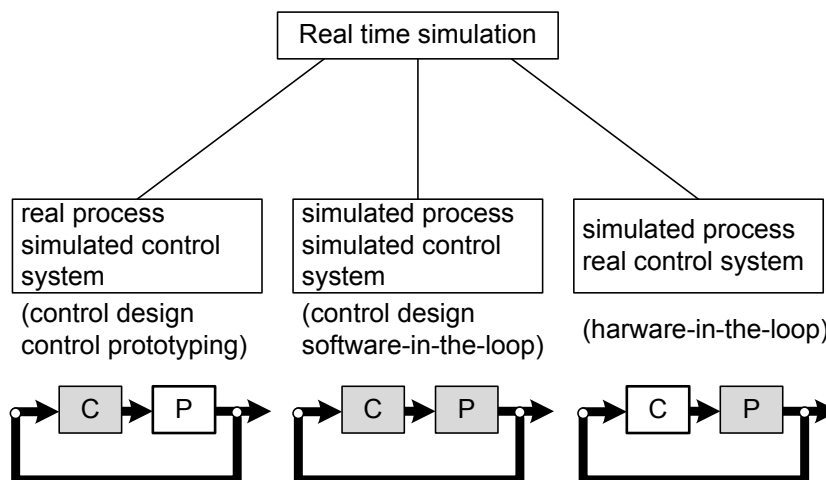 Real time simulation
real process
simulated control
system
(control design
control prototyping)
C
P
simulated process
simulated control
system
(control design
software-in-the-loop)
C
P
simulated process
real control system
(harware-in-the-loop)
C
P